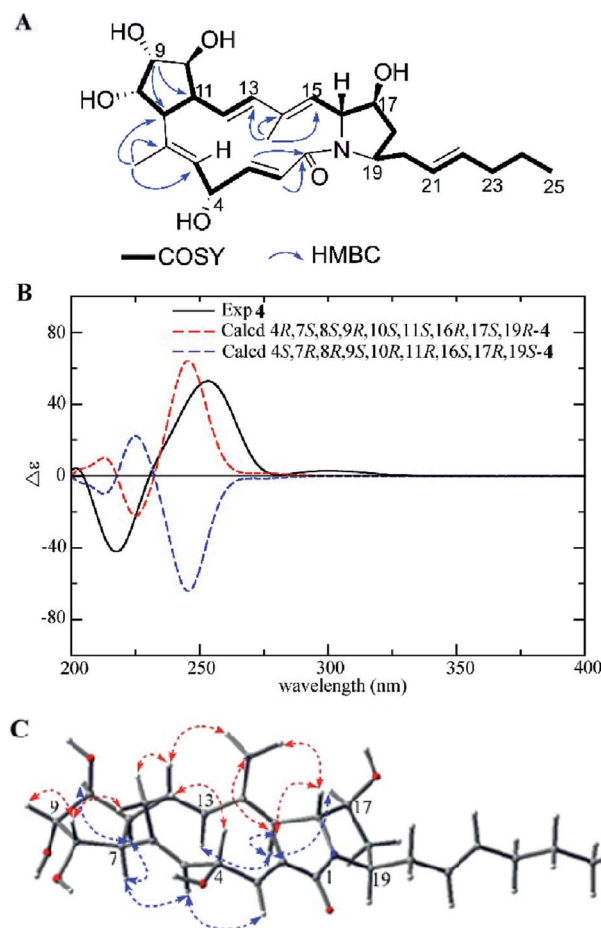 A
HO 9 OH
HO 11 13 15 H OH
17
H N 19 21 23 25
4 O
HO
COSY HMBC
B
Exp 4
Calcd 4R,7S,8S,9R,10S,11S,16R,17S,19R-4
Calcd 4S,7R,8R,9S,10R,11R,16S,17R,19S-4
80
40
0
-40
-80
Δε
200 250 300 350 400
wavelength (nm)
C
9 13 17
7 4 1 19